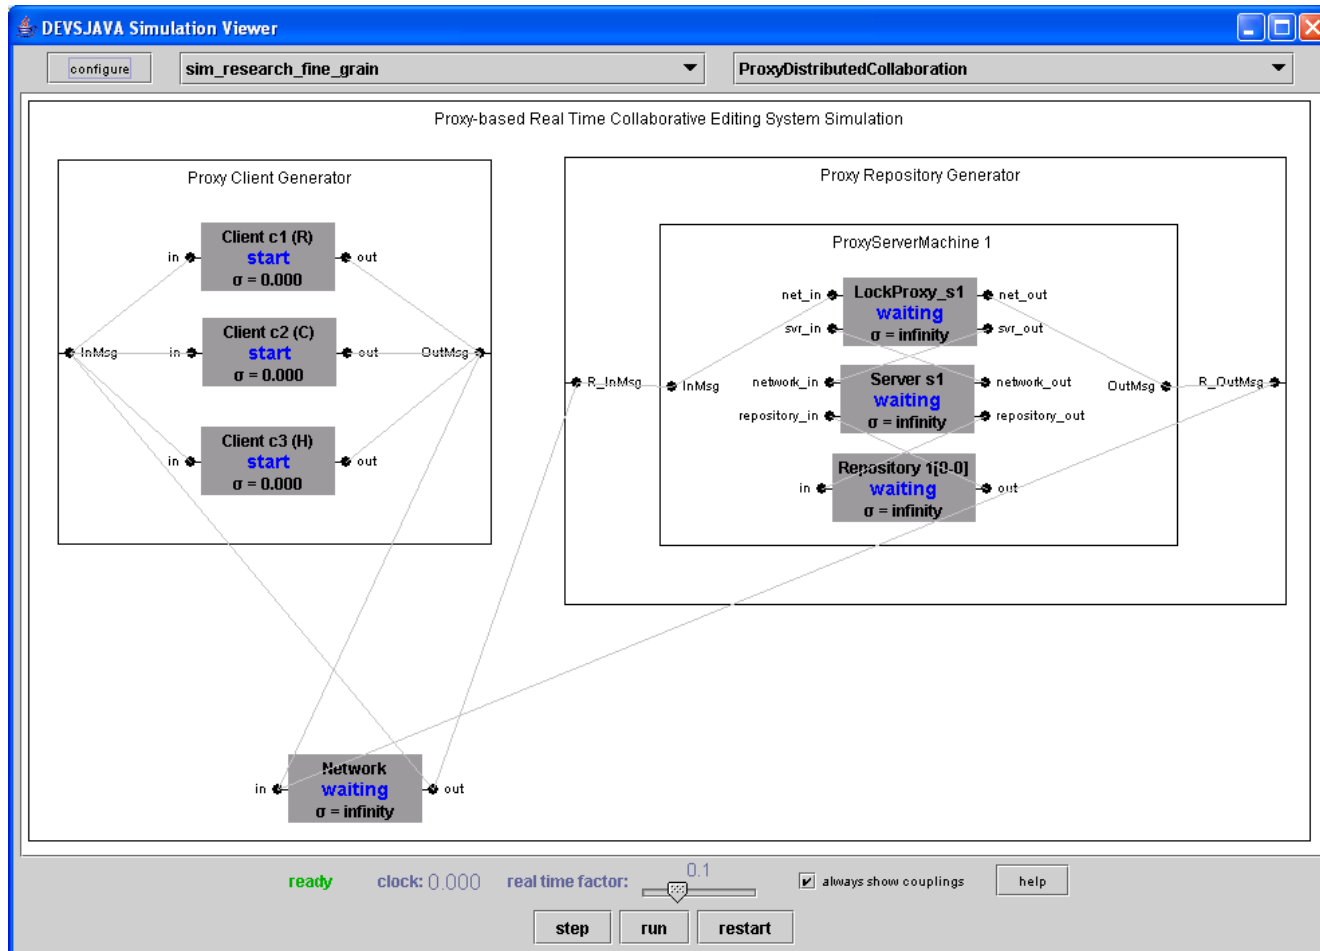 DEVSJAVA Simulation Viewer
configure
sim_research_fine_grain
ProxyDistributedCollaboration
Proxy-based Real Time Collaborative Editing System Simulation
Proxy Client Generator
Client c1 (R)
in
start
out
σ = 0.000
Client c2 (C)
InMsg
in
start
out
OutMsg
σ = 0.000
Client c3 (H)
in
start
out
σ = 0.000
Proxy Repository Generator
ProxyServerMachine 1
R_InMsg
InMsg
net_in
LockProxy_s1
net_out
waiting
svr_in
svr_out
σ = infinity
network_in
Server s1
network_out
waiting
repository_in
repository_out
σ = infinity
Repository 1[0-0]
in
waiting
out
σ = infinity
OutMsg
R_OutMsg
Network
in
waiting
out
σ = infinity
ready
clock: 0.000
real time factor:
0.1
always show couplings
help
step
run
restart